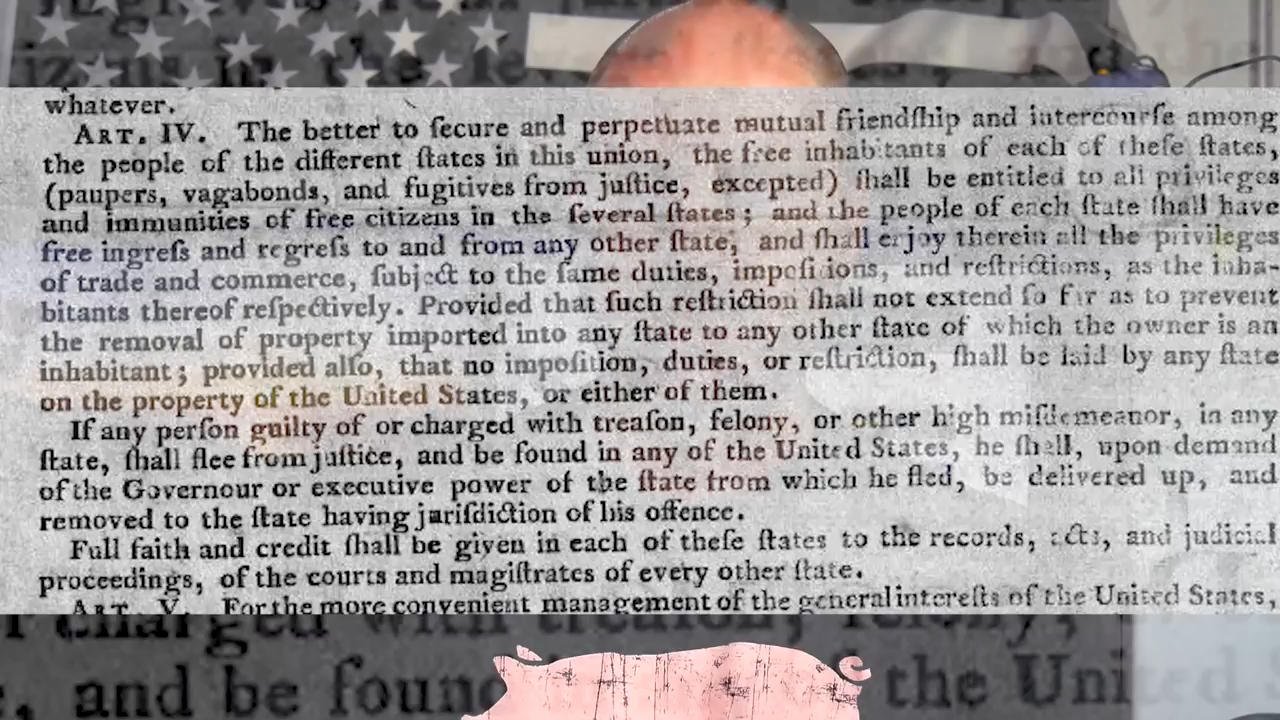 whatever.
ART. IV. The better to ſecure and perpetuate mutual friendſhip and intercourſe among
the people of the different ſtates in this union, the free inhabitants of each of theſe ſtates,
(paupers, vagabonds, and fugitives from juſtice, excepted) ſhall be entitled to all privileges
and immunities of free citizens in the ſeveral ſtates; and the people of each ſtate ſhall have
free ingreſs and regreſs to and from any other ſtate, and ſhall enjoy therein all the privileges
of trade and commerce, ſubject to the ſame duties, impoſitions, and reſtrictions, as the inha-
bitants thereof reſpectively. Provided that ſuch reſtriction ſhall not extend ſo far as to prevent
the removal of property imported into any ſtate to any other ſtate of which the owner is an
inhabitant; provided alſo, that no impoſition, duties, or reſtriction, ſhall be laid by any ſtate
on the property of the United States, or either of them.
If any perſon guilty of or charged with treaſon, felony, or other high miſdemeanor, in any
ſtate, ſhall flee from juſtice, and be found in any of the United States, he ſhall, upon demand
of the Governour or executive power of the ſtate from which he fled, be delivered up, and
removed to the ſtate having juriſdiction of his offence.
Full faith and credit ſhall be given in each of theſe ſtates to the records, acts, and judicial
proceedings, of the courts and magiſtrates of every other ſtate.
ART. V. For the more convenient management of the general intereſts of the United States,
charged with treaſon, felony,
and be found the United